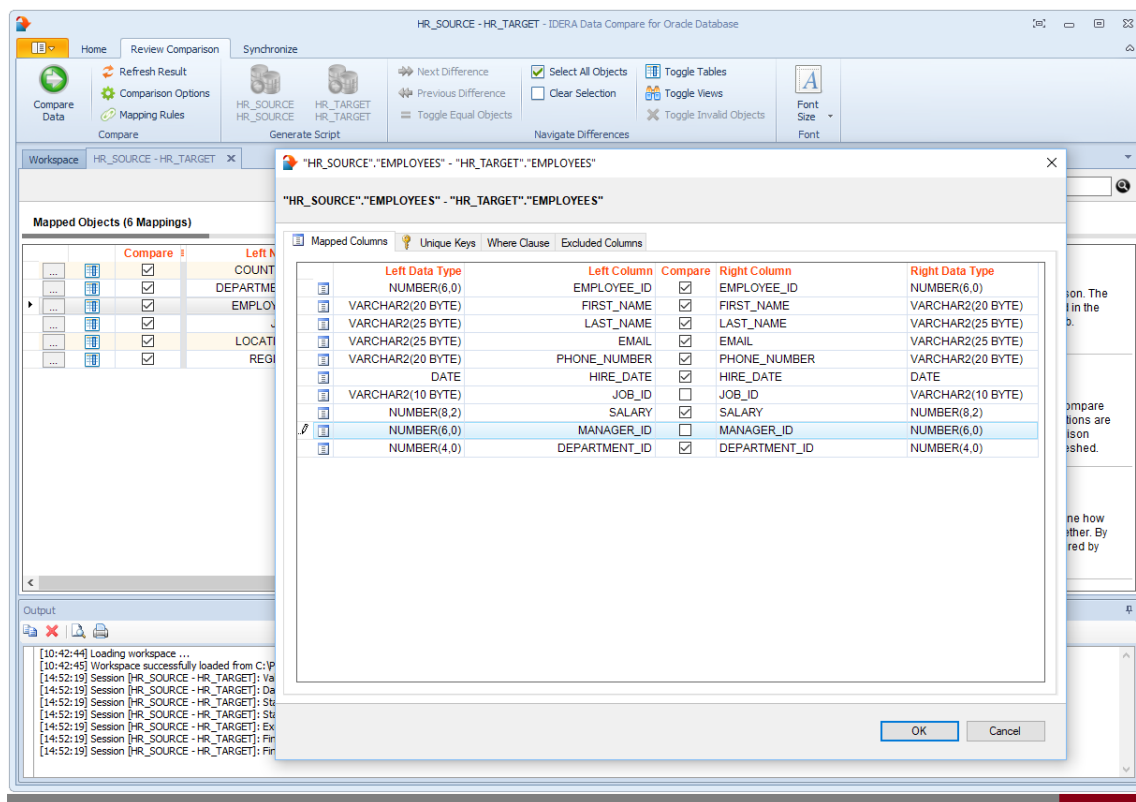 HR_SOURCE - HR_TARGET - IDERA Data Compare for Oracle Database
Home Review Comparison Synchronize
Compare Data
Refresh Result
Comparison Options
Mapping Rules
Compare
HR_SOURCE HR_SOURCE
HR_TARGET HR_TARGET
Generate Script
Next Difference
Previous Difference
Toggle Equal Objects
Select All Objects
Clear Selection
Toggle Tables
Toggle Views
Toggle Invalid Objects
Navigate Differences
A
Font Size
Font
Workspace HR_SOURCE - HR_TARGET
Mapped Objects (6 Mappings)
Compare Left N
... COUNT
... DEPARTME
... EMPLOY
... J
... LOCATI
... REGI
"HR_SOURCE"."EMPLOYEES" - "HR_TARGET"."EMPLOYEES"
"HR_SOURCE"."EMPLOYEES" - "HR_TARGET"."EMPLOYEES"
Mapped Columns Unique Keys Where Clause Excluded Columns
Left Data Type Left Column Compare Right Column Right Data Type
NUMBER(6,0) EMPLOYEE_ID EMPLOYEE_ID NUMBER(6,0)
VARCHAR2(20 BYTE) FIRST_NAME FIRST_NAME VARCHAR2(20 BYTE)
VARCHAR2(25 BYTE) LAST_NAME LAST_NAME VARCHAR2(25 BYTE)
VARCHAR2(25 BYTE) EMAIL EMAIL VARCHAR2(25 BYTE)
VARCHAR2(20 BYTE) PHONE_NUMBER PHONE_NUMBER VARCHAR2(20 BYTE)
DATE HIRE_DATE HIRE_DATE DATE
VARCHAR2(10 BYTE) JOB_ID JOB_ID VARCHAR2(10 BYTE)
NUMBER(8,2) SALARY SALARY NUMBER(8,2)
NUMBER(6,0) MANAGER_ID MANAGER_ID NUMBER(6,0)
NUMBER(4,0) DEPARTMENT_ID DEPARTMENT_ID NUMBER(4,0)
OK Cancel
son. The
in the
ompare
tions are
ison
eshed.
ne how
ether. By
red by
Output
[10:42:44] Loading workspace ...
[10:42:45] Workspace successfully loaded from C:\P
[14:52:19] Session [HR_SOURCE - HR_TARGET]: Va
[14:52:19] Session [HR_SOURCE - HR_TARGET]: Da
[14:52:19] Session [HR_SOURCE - HR_TARGET]: Sta
[14:52:19] Session [HR_SOURCE - HR_TARGET]: Sta
[14:52:19] Session [HR_SOURCE - HR_TARGET]: Ex
[14:52:19] Session [HR_SOURCE - HR_TARGET]: Fin
[14:52:19] Session [HR_SOURCE - HR_TARGET]: Fin